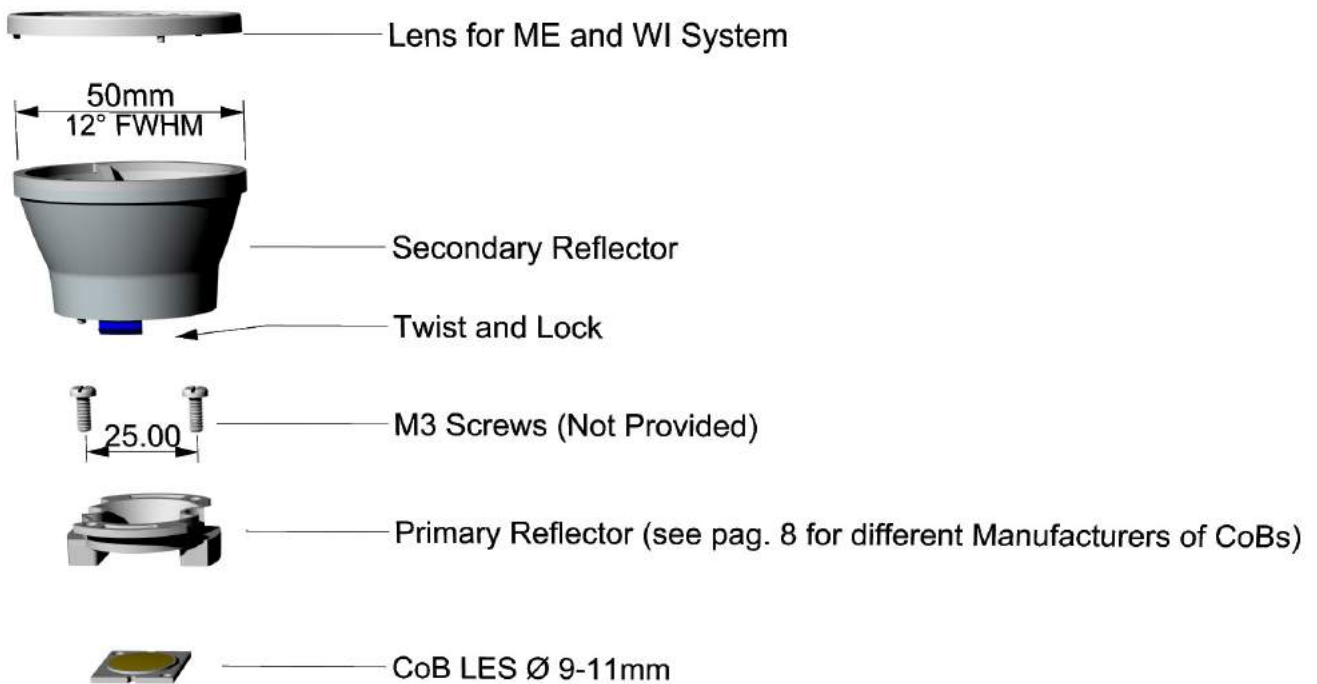 Lens for ME and WI System
50mm
12° FWHM
Secondary Reflector
Twist and Lock
M3 Screws (Not Provided)
25.00
Primary Reflector (see pag. 8 for different Manufacturers of CoBs)
CoB LES Ø 9-11mm